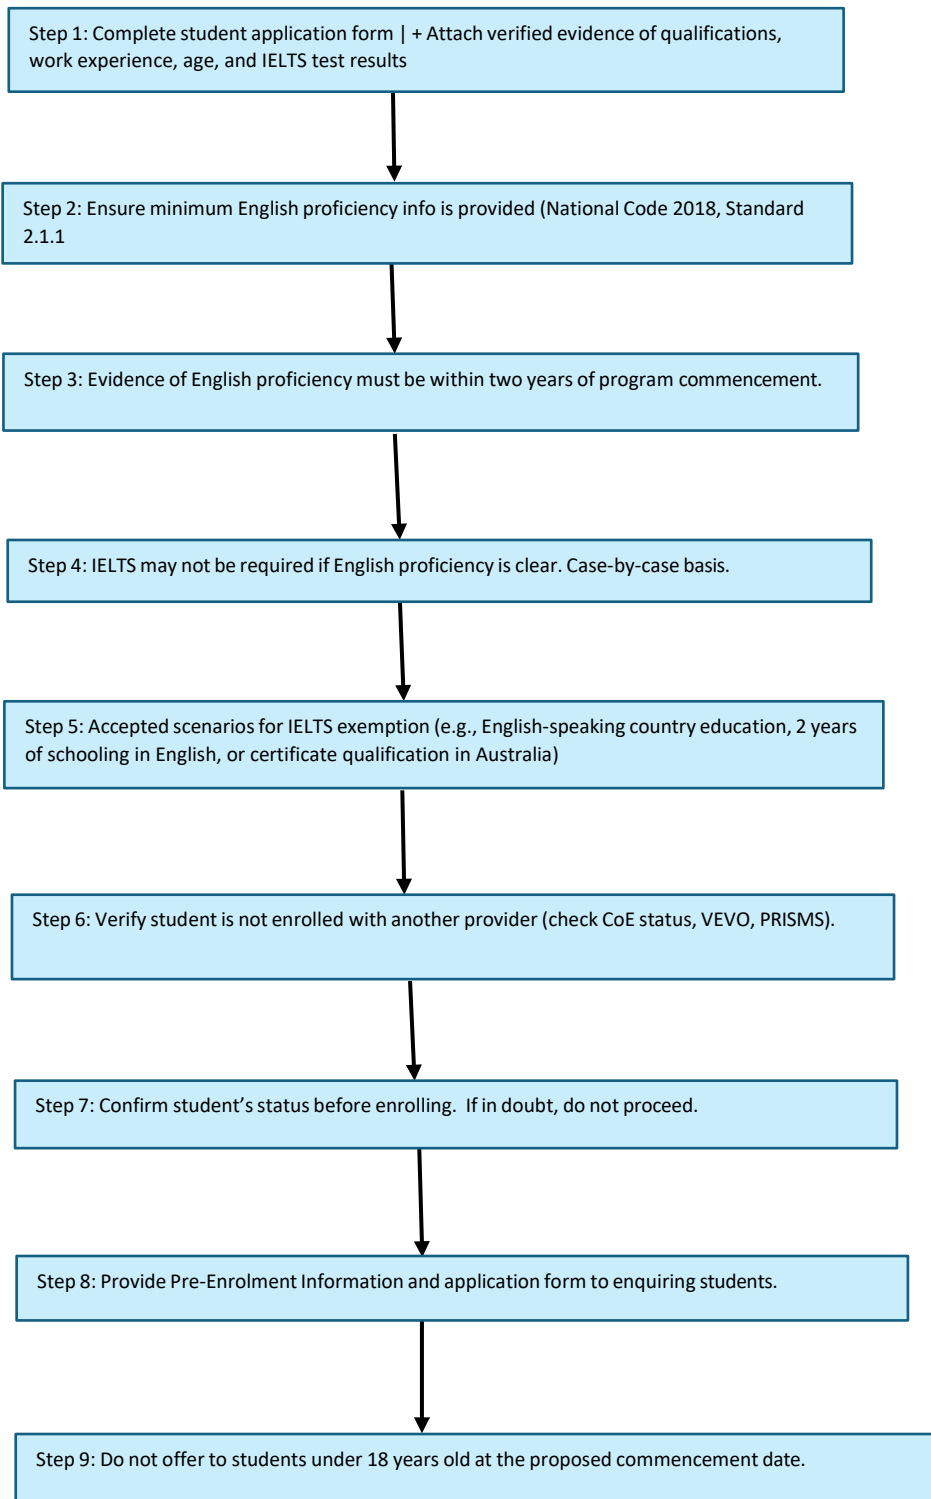 Step 1: Complete student application form | + Attach verified evidence of qualifications,
work experience, age, and IELTS test results
Step 2: Ensure minimum English proficiency info is provided (National Code 2018, Standard
2.1.1
Step 3: Evidence of English proficiency must be within two years of program commencement.
Step 4: IELTS may not be required if English proficiency is clear. Case-by-case basis.
Step 5: Accepted scenarios for IELTS exemption (e.g., English-speaking country education, 2 years
of schooling in English, or certificate qualification in Australia)
Step 6: Verify student is not enrolled with another provider (check CoE status, VEVO, PRISMS).
Step 7: Confirm student’s status before enrolling.  If in doubt, do not proceed.
Step 8: Provide Pre-Enrolment Information and application form to enquiring students.
Step 9: Do not offer to students under 18 years old at the proposed commencement date.